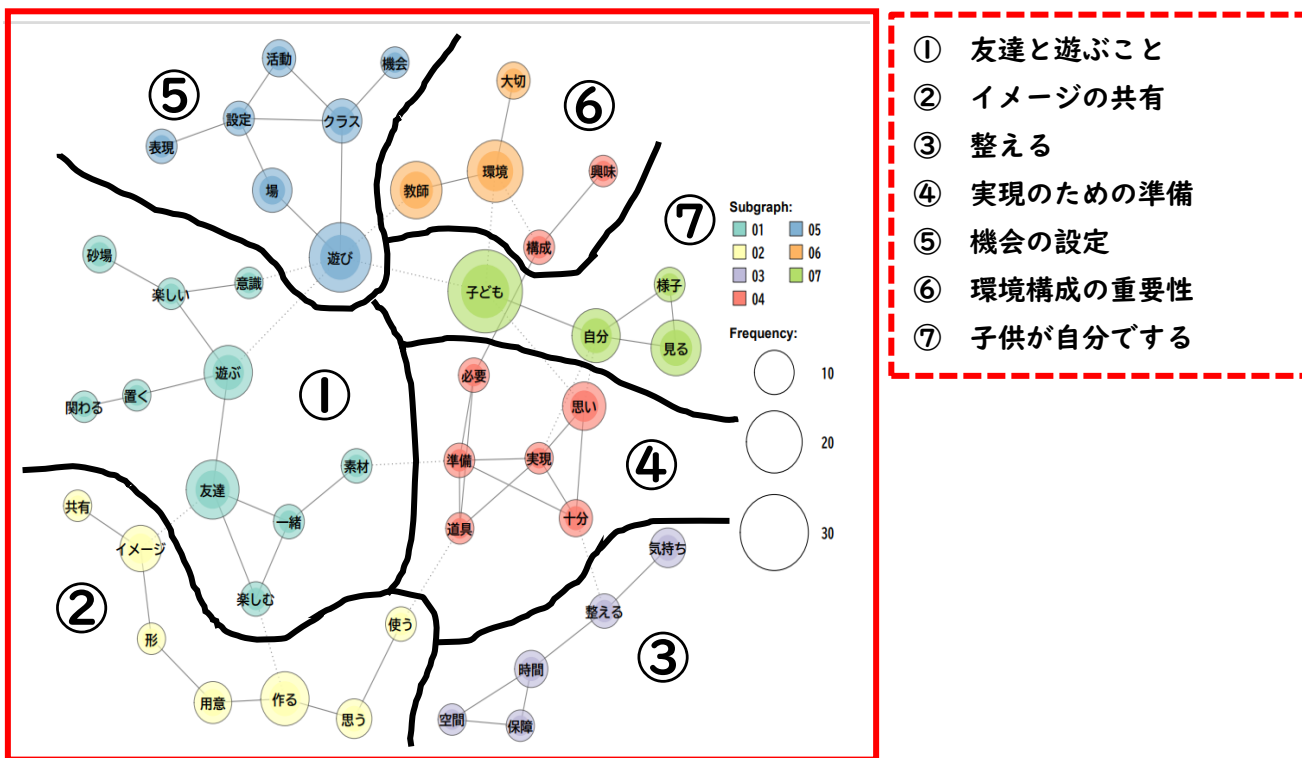 活動
機会
⑤
設定
クラス
表現
場
遊び
大切
⑥
環境
教師
興味
構成
⑦
子ども
様子
自分
見る
Subgraph:
01 05
02 06
03 07
04
Frequency:
10
20
30
砂場
楽しい
意識
遊ぶ
置く
関わる
①
素材
友達
一緒
楽しむ
必要
思い
準備
実現
④
道具
十分
共有
イメージ
②
形
用意
作る
思う
使う
気持ち
整える
③
時間
空間
保障
① 友達と遊ぶこと
② イメージの共有
③ 整える
④ 実現のための準備
⑤ 機会の設定
⑥ 環境構成の重要性
⑦ 子供が自分でする